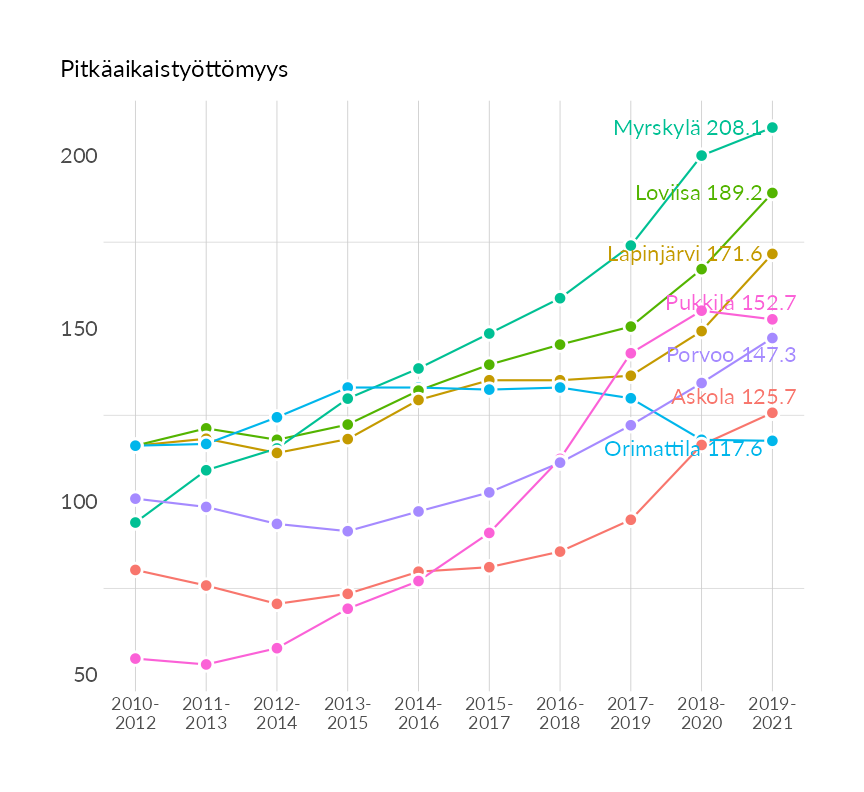 Pitkäaikaistyöttömyys
Myrskylä 208.1
200
Loviisa 189.2
Lapinjärvi 171.6
Pukkila 152.7
150
Porvoo 147.3
Askola 125.7
Orimattila 117.6
100
50
2010- 2011- 2012- 2013- 2014- 2015- 2016- 2017- 2018- 2019-
2012 2013 2014 2015 2016 2017 2018 2019 2020 2021